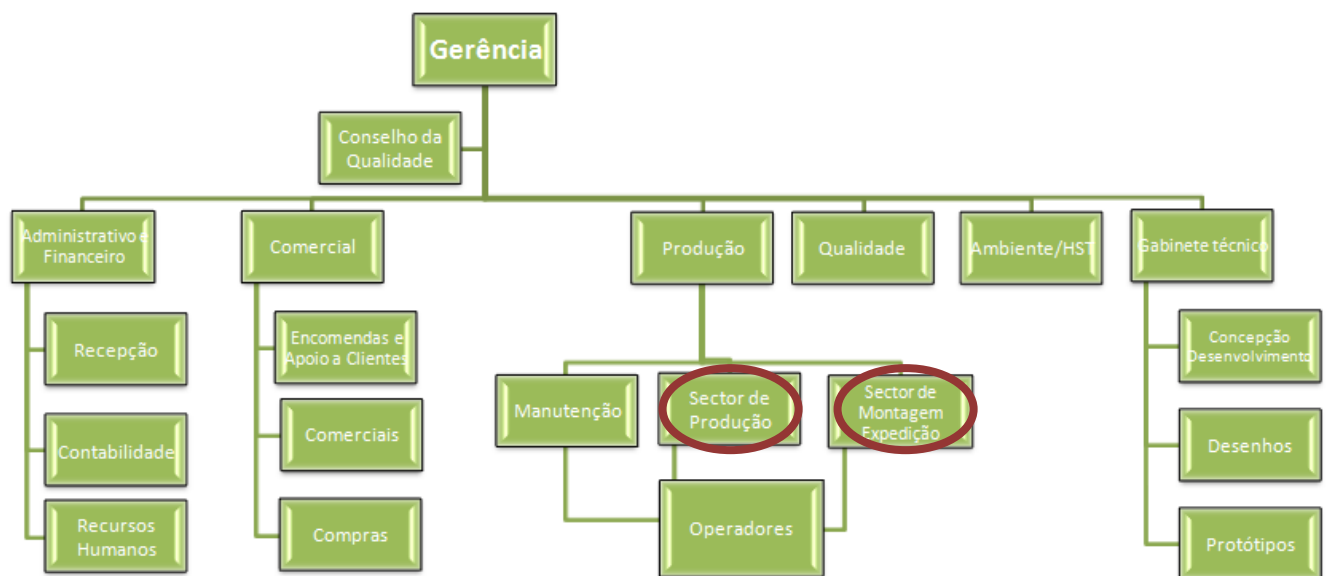 Gerência
Conselho da
Qualidade
Administrativo e
Financeiro
Comercial
Produção
Qualidade
Ambiente/HST
Gabinete técnico
Recepção
Contabilidade
Recursos
Humanos
Encomendas e
Apoio a Clientes
Comerciais
Compras
Manutenção
Sector de
Produção
Sector de
Montagem
Expedição
Operadores
Concepção
Desenvolvimento
Desenhos
Protótipos